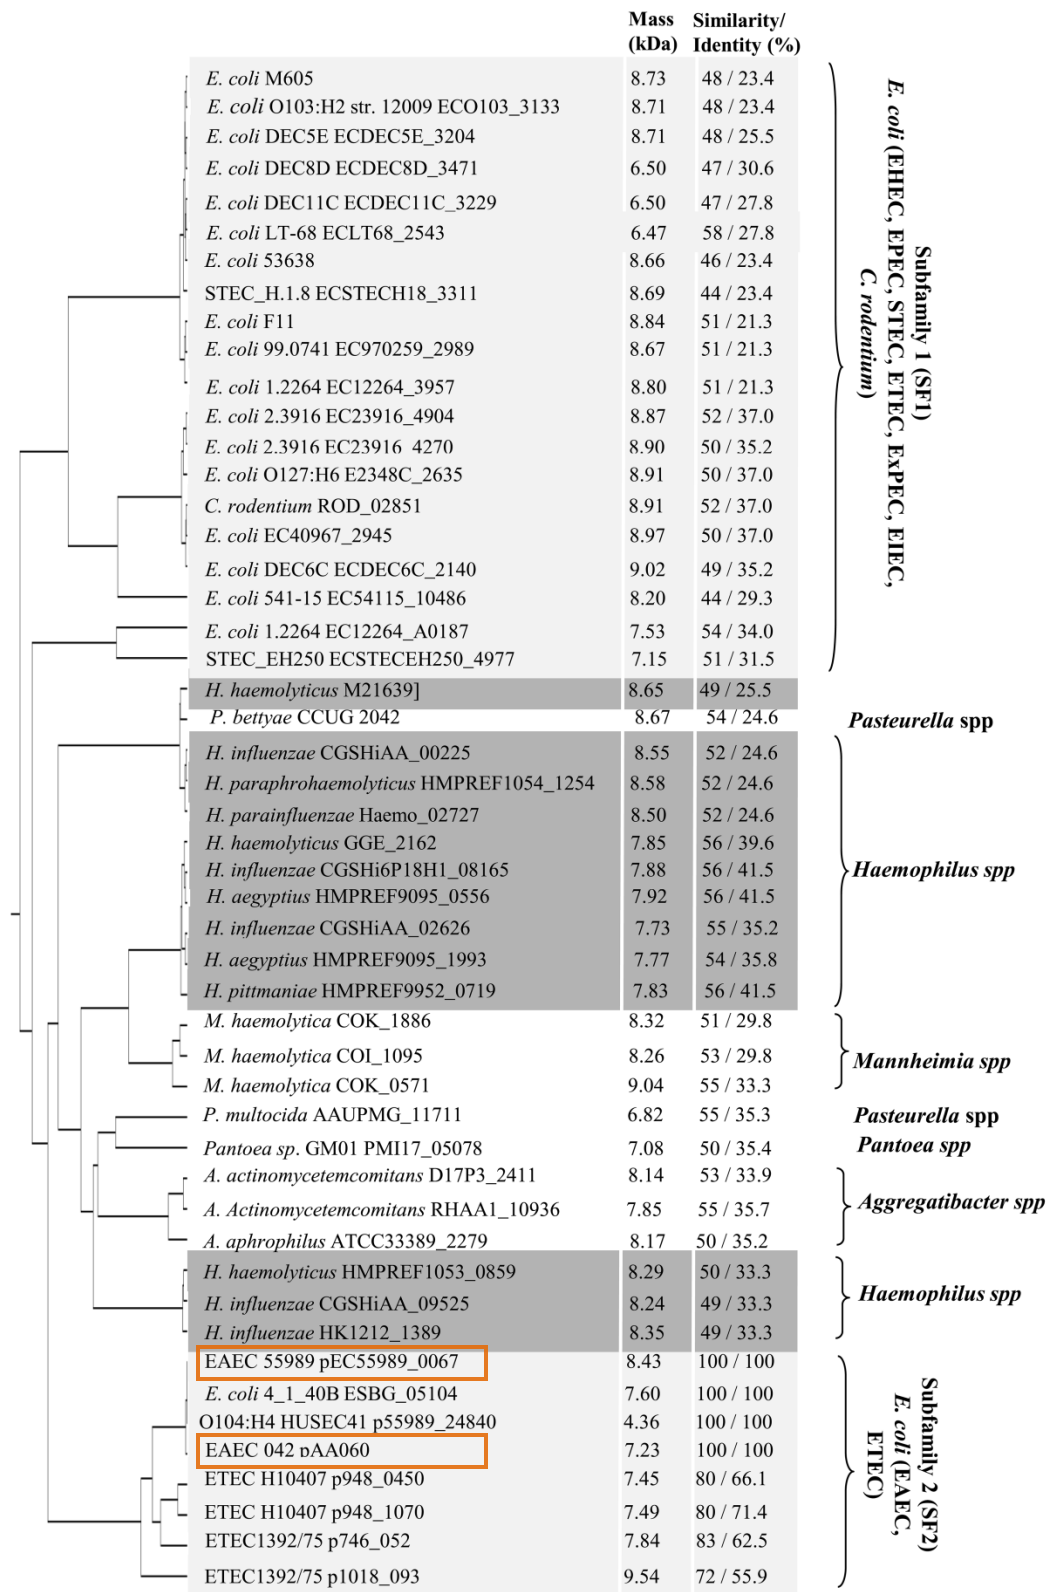 Mass Similarity/
(kDa) Identity (%)
E. coli M605 8.73 48 / 23.4
E. coli O103:H2 str. 12009 ECO103_3133 8.71 48 / 23.4
E. coli DEC5E ECDEC5E_3204 8.71 48 / 25.5
E. coli DEC8D ECDEC8D_3471 6.50 47 / 30.6
E. coli DEC11C ECDEC11C_3229 6.50 47 / 27.8
E. coli LT-68 ECLT68_2543 6.47 58 / 27.8
E. coli 53638 8.66 46 / 23.4
STEC_H.1.8 ECSTECH18_3311 8.69 44 / 23.4
E. coli F11 8.84 51 / 21.3
E. coli 99.0741 EC970259_2989 8.67 51 / 21.3
E. coli 1.2264 EC12264_3957 8.80 51 / 21.3
E. coli 2.3916 EC23916_4904 8.87 52 / 37.0
E. coli 2.3916 EC23916 4270 8.90 50 / 35.2
E. coli O127:H6 E2348C_2635 8.91 50 / 37.0
C. rodentium ROD_02851 8.91 52 / 37.0
E. coli EC40967_2945 8.97 50 / 37.0
E. coli DEC6C ECDEC6C_2140 9.02 49 / 35.2
E. coli 541-15 EC54115_10486 8.20 44 / 29.3
E. coli 1.2264 EC12264_A0187 7.53 54 / 34.0
STEC_EH250 ECSTECEH250_4977 7.15 51 / 31.5
Subfamily 1 (SF1)
E. coli (EHEC, EPEC, STEC, ETEC, ExPEC, EIEC,
C. rodentium)
H. haemolyticus M21639] 8.65 49 / 25.5
P. bettyae CCUG 2042 8.67 54 / 24.6 Pasteurella spp
H. influenzae CGSHiAA_00225 8.55 52 / 24.6
H. paraphrohaemolyticus HMPREF1054_1254 8.58 52 / 24.6
H. parainfluenzae Haemo_02727 8.50 52 / 24.6
H. haemolyticus GGE_2162 7.85 56 / 39.6
H. influenzae CGSHi6P18H1_08165 7.88 56 / 41.5 Haemophilus spp
H. aegyptius HMPREF9095_0556 7.92 56 / 41.5
H. influenzae CGSHiAA_02626 7.73 55 / 35.2
H. aegyptius HMPREF9095_1993 7.77 54 / 35.8
H. pittmaniae HMPREF9952_0719 7.83 56 / 41.5
M. haemolytica COK_1886 8.32 51 / 29.8
M. haemolytica COI_1095 8.26 53 / 29.8 Mannheimia spp
M. haemolytica COK_0571 9.04 55 / 33.3
P. multocida AAUPMG_11711 6.82 55 / 35.3 Pasteurella spp
Pantoea sp. GM01 PMI17_05078 7.08 50 / 35.4 Pantoea spp
A. actinomycetemcomitans D17P3_2411 8.14 53 / 33.9
A. Actinomycetemcomitans RHAA1_10936 7.85 55 / 35.7 Aggregatibacter spp
A. aphrophilus ATCC33389_2279 8.17 50 / 35.2
H. haemolyticus HMPREF1053_0859 8.29 50 / 33.3
H. influenzae CGSHiAA_09525 8.24 49 / 33.3 Haemophilus spp
H. influenzae HK1212_1389 8.35 49 / 33.3
EAEC 55989 pEC55989_0067 8.43 100 / 100
E. coli 4_1_40B ESBG_05104 7.60 100 / 100
O104:H4 HUSEC41 p55989_24840 4.36 100 / 100
EAEC 042 pAA060 7.23 100 / 100
ETEC H10407 p948_0450 7.45 80 / 66.1
ETEC H10407 p948_1070 7.49 80 / 71.4
ETEC1392/75 p746_052 7.84 83 / 62.5
ETEC1392/75 p1018_093 9.54 72 / 55.9
Subfamily 2 (SF2)
E. coli (EAEC,
ETEC)